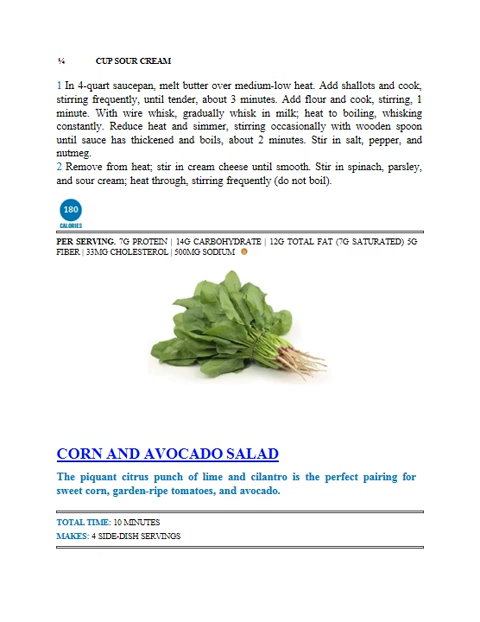 ¼ CUP SOUR CREAM
1 In 4-quart saucepan, melt butter over medium-low heat. Add shallots and cook,
stirring frequently, until tender, about 3 minutes. Add flour and cook, stirring, 1
minute. With wire whisk, gradually whisk in milk; heat to boiling, whisking
constantly. Reduce heat and simmer, stirring occasionally with wooden spoon
until sauce has thickened and boils, about 2 minutes. Stir in salt, pepper, and
nutmeg.
2 Remove from heat; stir in cream cheese until smooth. Stir in spinach, parsley,
and sour cream; heat through, stirring frequently (do not boil).
180
CALORIES
PER SERVING. 7G PROTEIN | 14G CARBOHYDRATE | 12G TOTAL FAT (7G SATURATED) 5G
FIBER | 33MG CHOLESTEROL | 500MG SODIUM
CORN AND AVOCADO SALAD
The piquant citrus punch of lime and cilantro is the perfect pairing for
sweet corn, garden-ripe tomatoes, and avocado.
TOTAL TIME: 10 MINUTES
MAKES: 4 SIDE-DISH SERVINGS